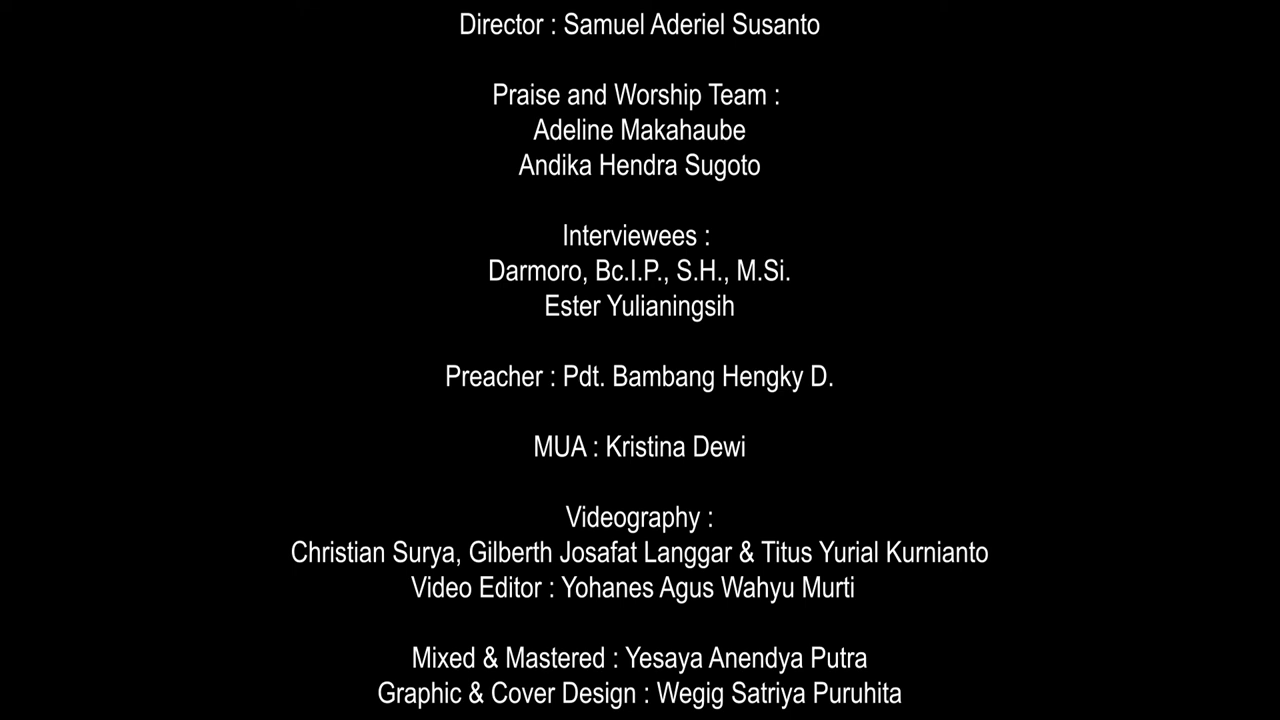 Director : Samuel Aderiel Susanto
Praise and Worship Team :
Adeline Makahaube
Andika Hendra Sugoto
Interviewees :
Darmoro, Bc.I.P., S.H., M.Si.
Ester Yulianingsih
Preacher : Pdt. Bambang Hengky D.
MUA : Kristina Dewi
Videography :
Christian Surya, Gilberth Josafat Langgar & Titus Yurial Kurnianto
Video Editor : Yohanes Agus Wahyu Murti
Mixed & Mastered : Yesaya Anendya Putra
Graphic & Cover Design : Wegig Satriya Puruhita